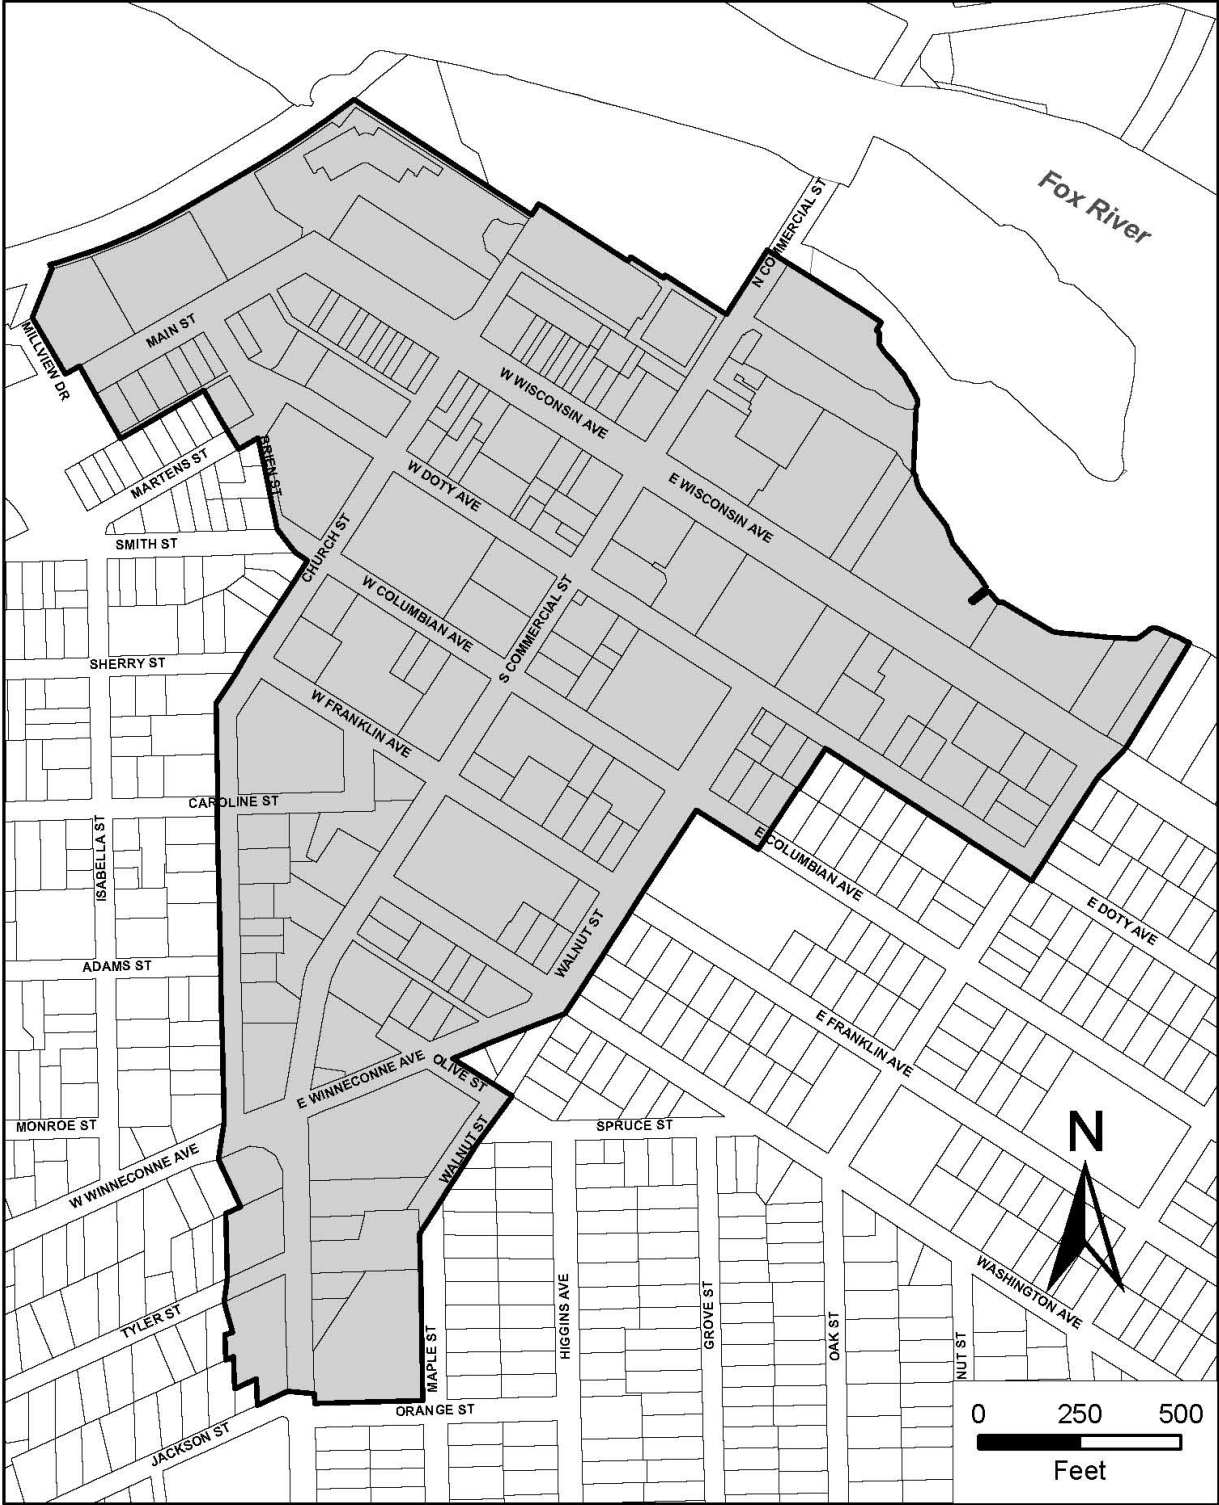 Fox River
N COMMERCIAL ST
MAIN ST
MILLVIEW DR
W WISCONSIN AVE
BRIEN ST
MARTENS ST
W DOTY AVE
E WISCONSIN AVE
SMITH ST
CHURCH ST
W COLUMBIAN AVE
S COMMERCIAL ST
SHERRY ST
W FRANKLIN AVE
CAROLINE ST
ISABELLA ST
E COLUMBIAN AVE
E DOTY AVE
WALNUT ST
ADAMS ST
E FRANKLIN AVE
E WINNECONNE AVE
OLIVE ST
MONROE ST
SPRUCE ST
N
WALNUT ST
W WINNECONNE AVE
WASHINGTON AVE
TYLER ST
HIGGINS AVE
GROVE ST
OAK ST
NUT ST
MAPLE ST
ORANGE ST
JACKSON ST
0 250 500
Feet